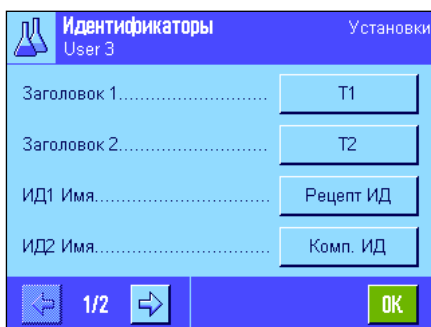 Идентификаторы Установки
User 3
Заголовок 1........................... T1
Заголовок 2........................... T2
ИД1 Имя............................... Рецепт ИД
ИД2 Имя............................... Комп. ИД
1/2 OK